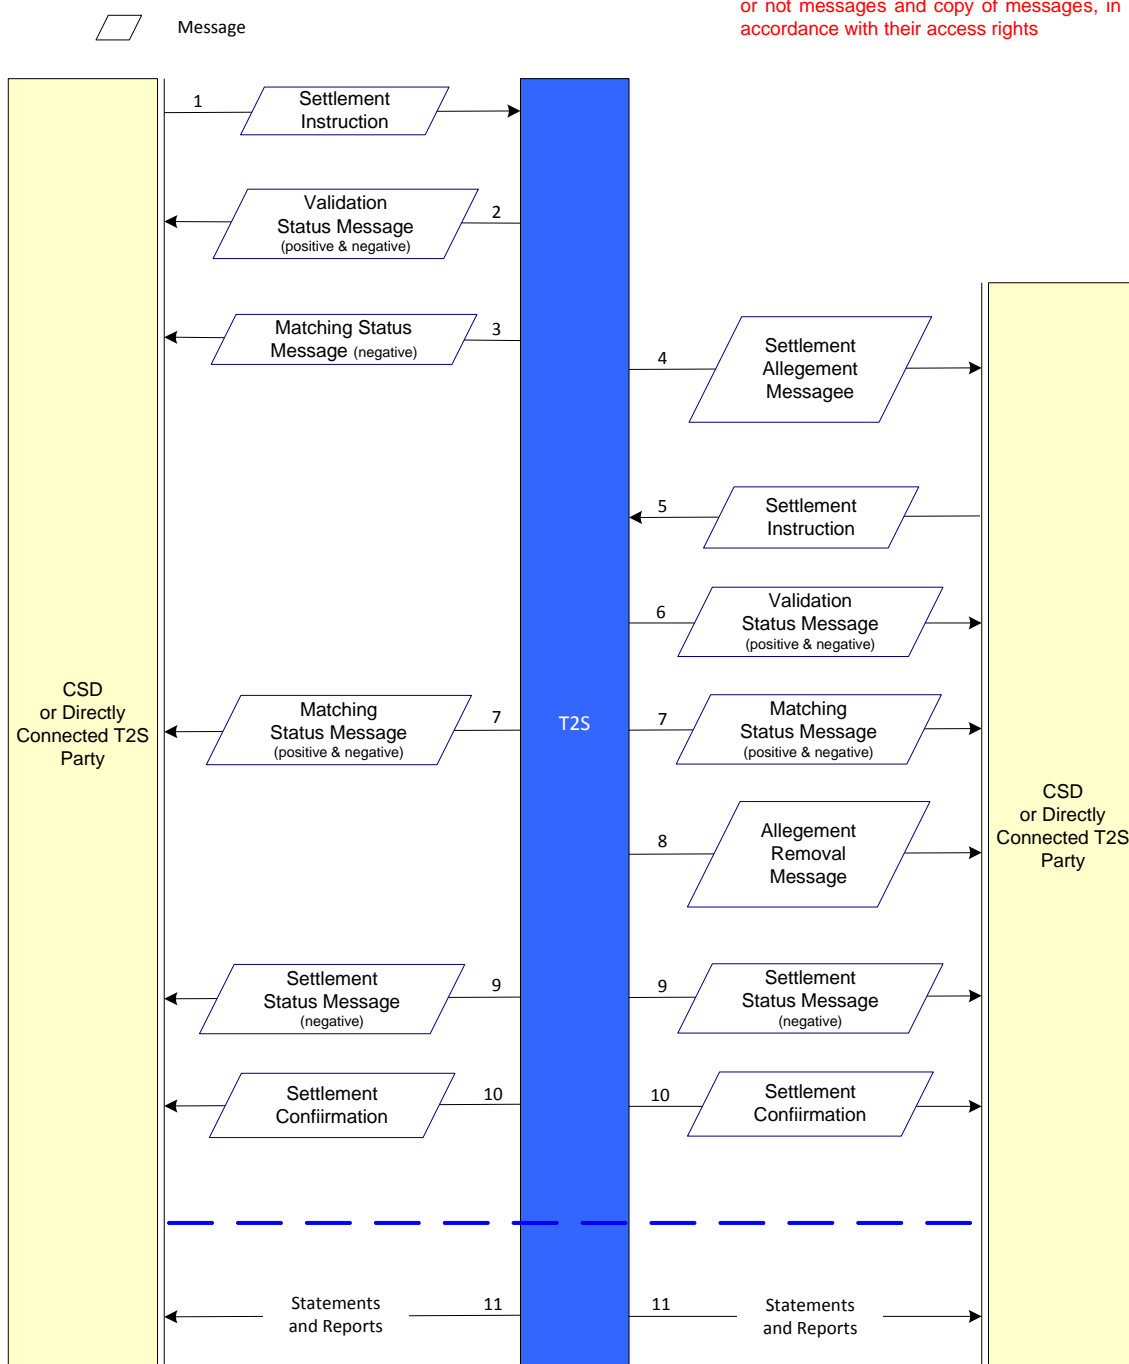 or not messages and copy of messages, in
accordance with their access rights
Message
1
Settlement
Instruction
Validation
Status Message
(positive & negative)
2
Matching Status
Message (negative)
3
4
Settlement
Allegement
Messagee
5
Settlement
Instruction
6
Validation
Status Message
(positive & negative)
CSD
or Directly
Connected T2S
Party
Matching
Status Message
(positive & negative)
7
T2S
7
Matching
Status Message
(positive & negative)
CSD
or Directly
Connected T2S
Party
8
Allegement
Removal
Message
Settlement
Status Message
(negative)
9
9
Settlement
Status Message
(negative)
Settlement
Confiirmation
10
10
Settlement
Confiirmation
Statements
and Reports
11
11
Statements
and Reports